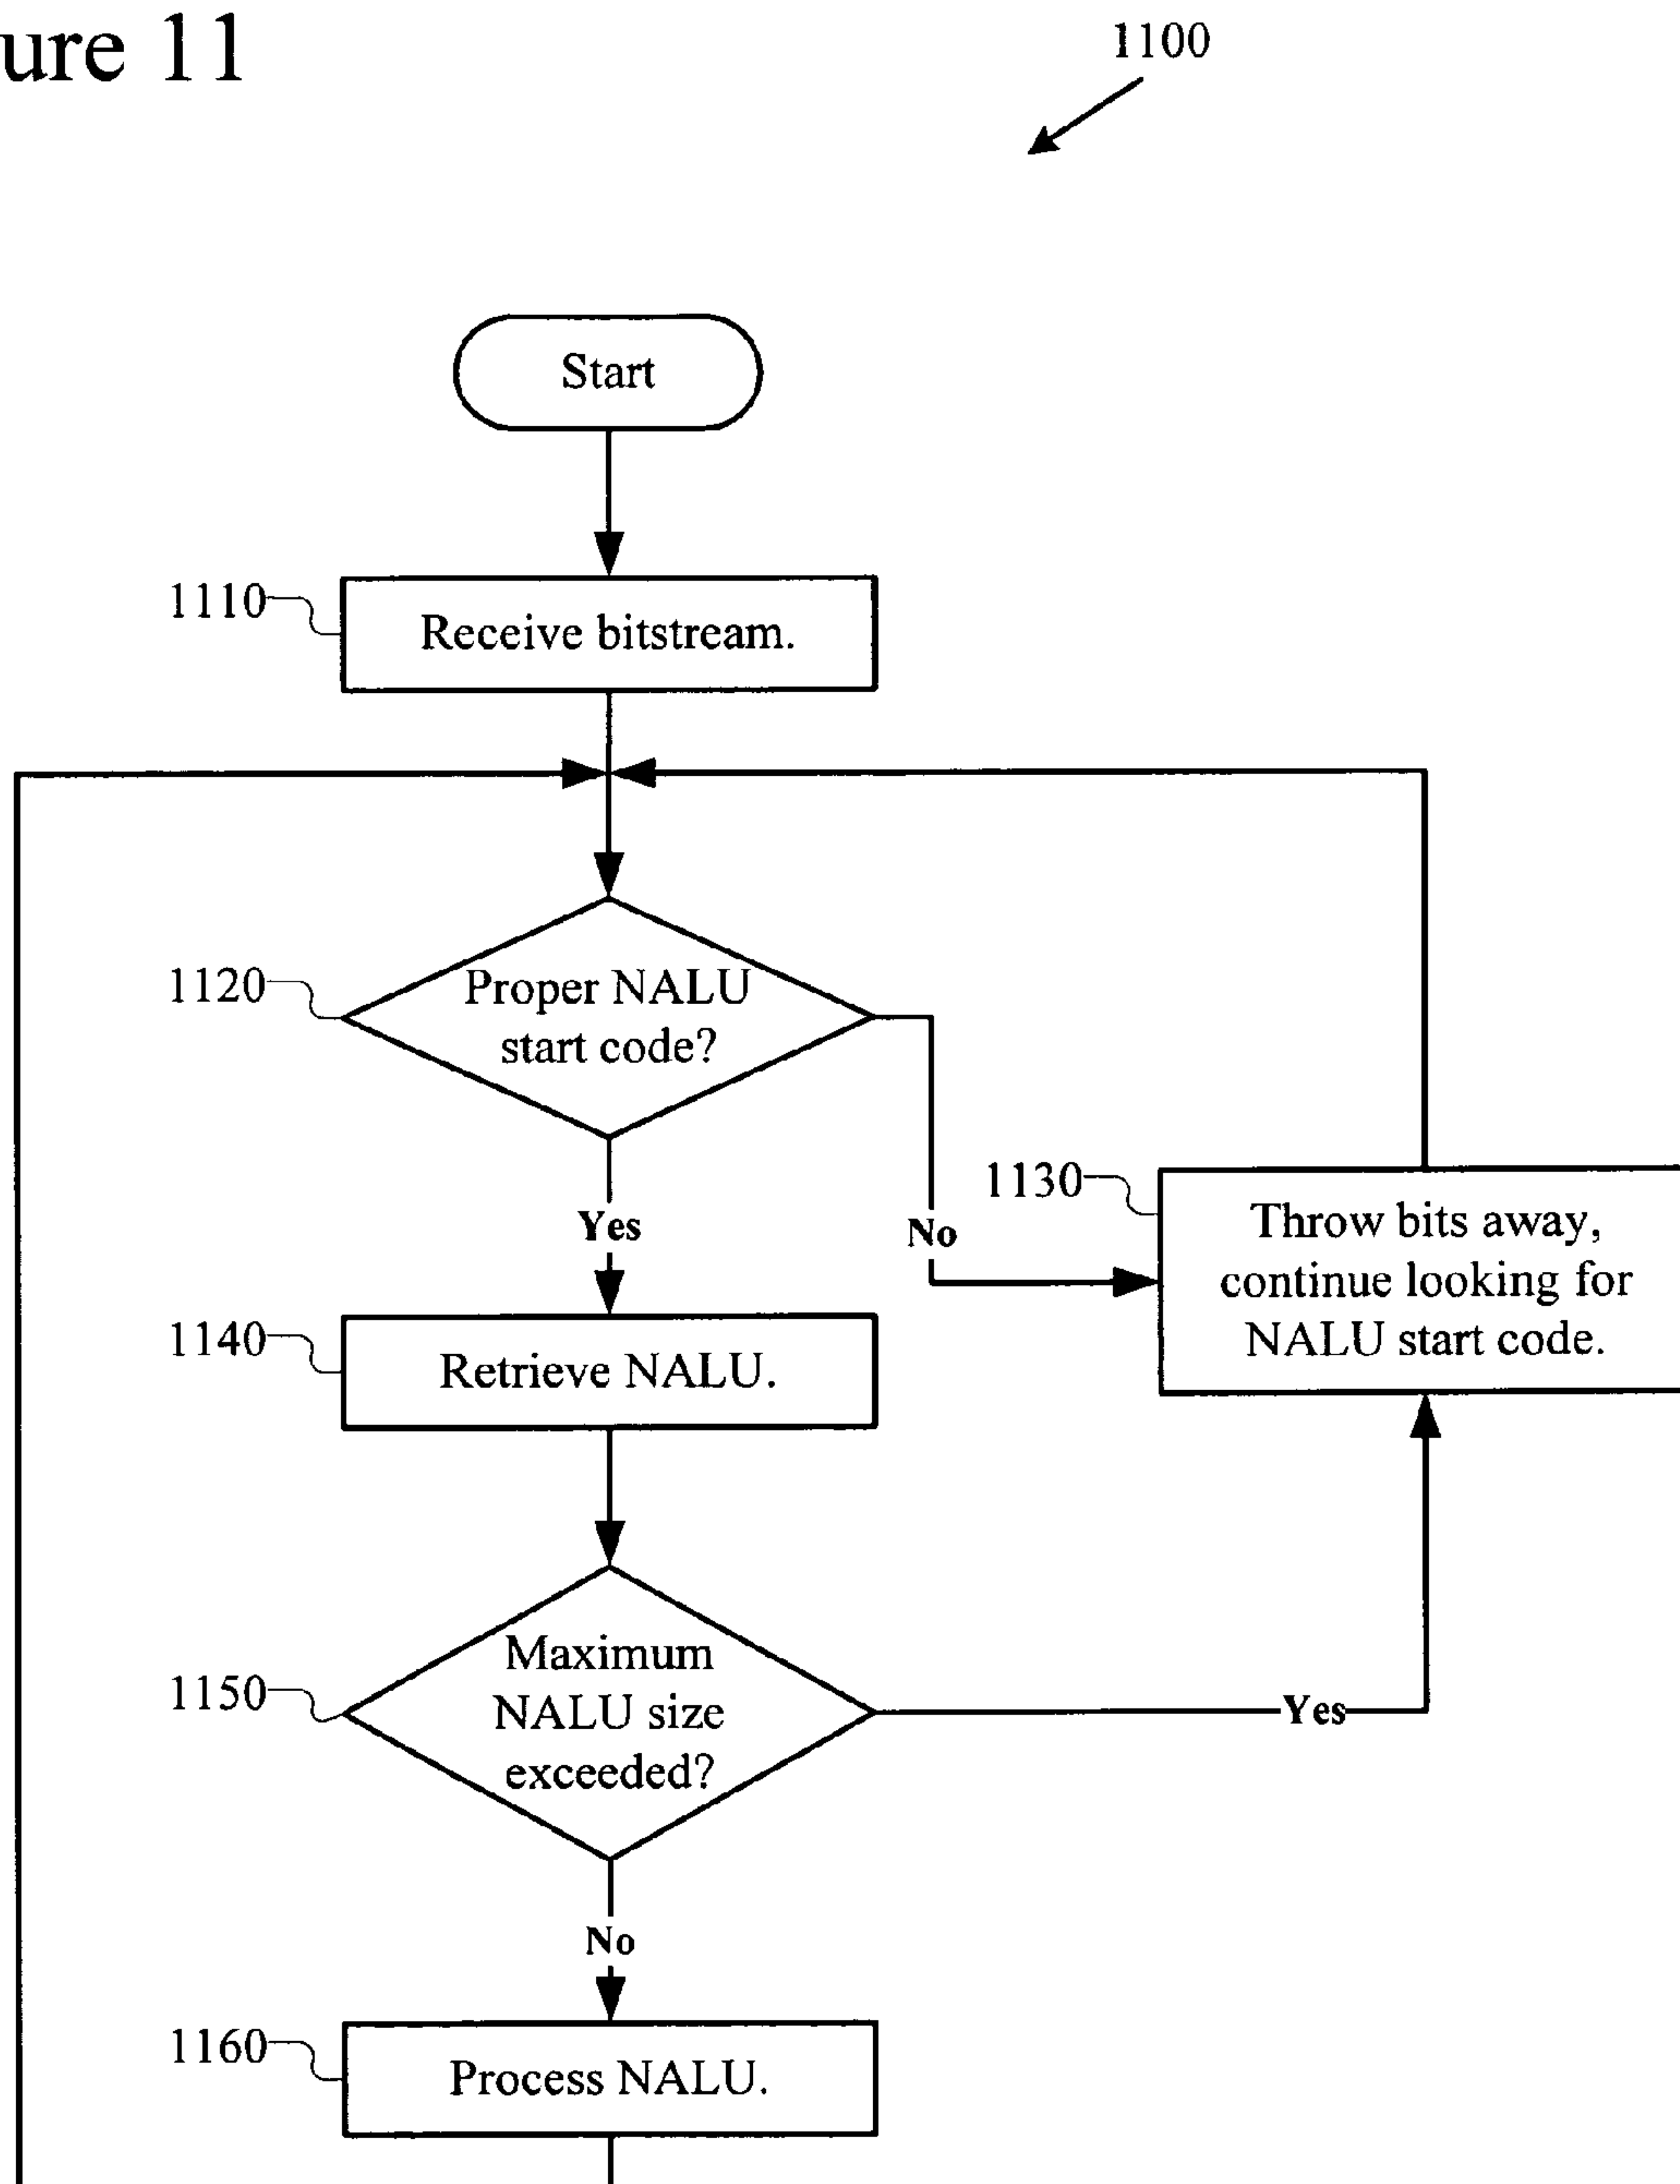 ure 11
1100
Start
1110
Receive bitstream.
1120
Proper NALU
start code?
Yes
No
1130
Throw bits away,
continue looking for
NALU start code.
1140
Retrieve NALU.
1150
Maximum
NALU size
exceeded?
Yes
No
1160
Process NALU.